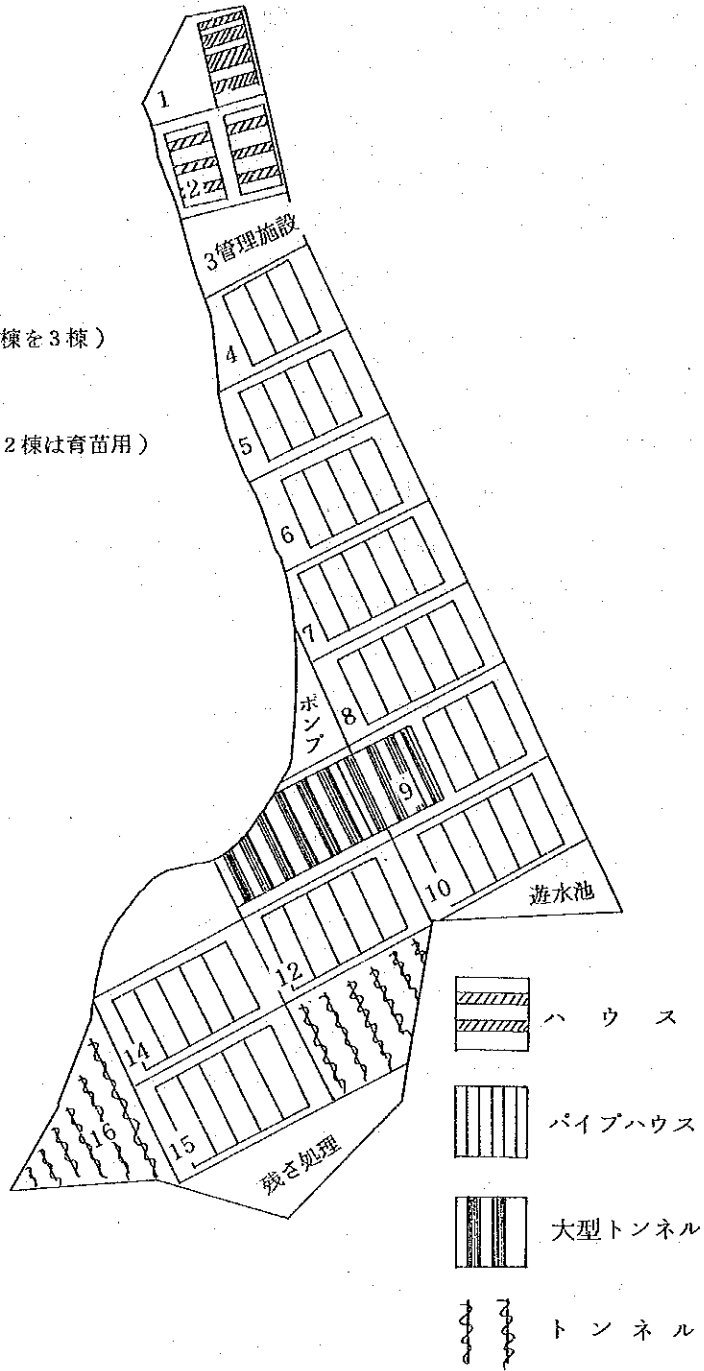 1
2
3管理施設
棟を3棟)
4
2棟は育苗用)
5
6
7
8
ポンプ
9
10
遊水池
12
14
15
16
残さ処理
ハウス
パイプハウス
大型トンネル
トンネル